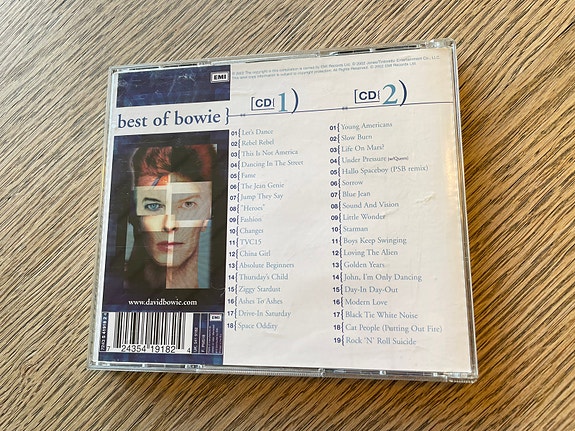 EMI
best of bowie}
[CD| 1)
01{ Let's Dance
02{ Rebel Rebel
03{ This Is Not America
04{ Dancing In The Street
05{ Fame
06{ The Jean Genie
07{ Jump They Say
08{ "Heroes"
09{ Fashion
10{ Changes
11{ TVC15
12{ China Girl
13{ Absolute Beginners
14{ Thursday's Child
15{ Ziggy Stardust
16{ Ashes To Ashes
17{ Drive-In Saturday
18{ Space Oddity
[CD| 2)
01{ Young Americans
02{ Slow Burn
03{ Life On Mars?
04{ Under Pressure (w/Queen)
05{ Hallo Spaceboy (PSB remix)
06{ Sorrow
07{ Blue Jean
08{ Sound And Vision
09{ Little Wonder
10{ Starman
11{ Boys Keep Swinging
12{ Loving The Alien
13{ Golden Years
14{ John, I'm Only Dancing
15{ Day-In Day-Out
16{ Modern Love
17{ Black Tie White Noise
18{ Cat People (Putting Out Fire)
19{ Rock 'N' Roll Suicide
www.davidbowie.com
7 24354 19182 4
EMI